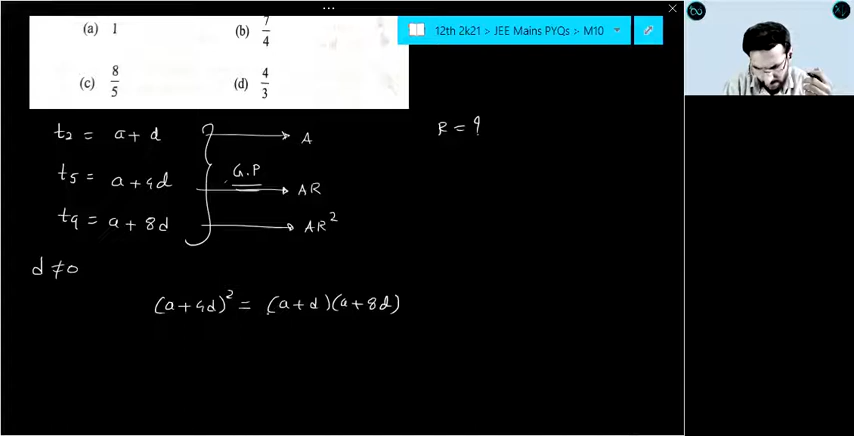 ...
×
12th 2k21 > JEE Mains PYQs > M10
(a) 1 (b) 7/4
(c) 8/5 (d) 4/3
t₂ = a + d → A
R = ?
t₅ = a + 4d G.P → AR
t₉ = a + 8d → AR²
d ≠ 0
(a + 4d)² = (a + d)(a + 8d)